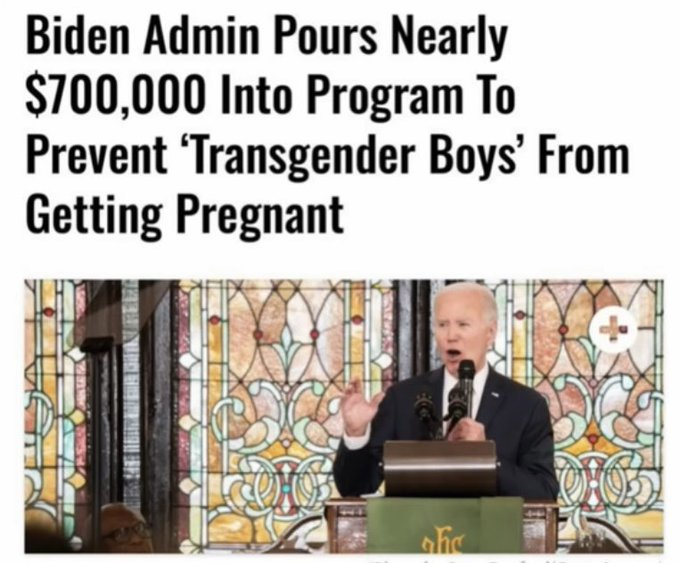 Biden Admin Pours Nearly
$700,000 Into Program To
Prevent ‘Transgender Boys’ From
Getting Pregnant